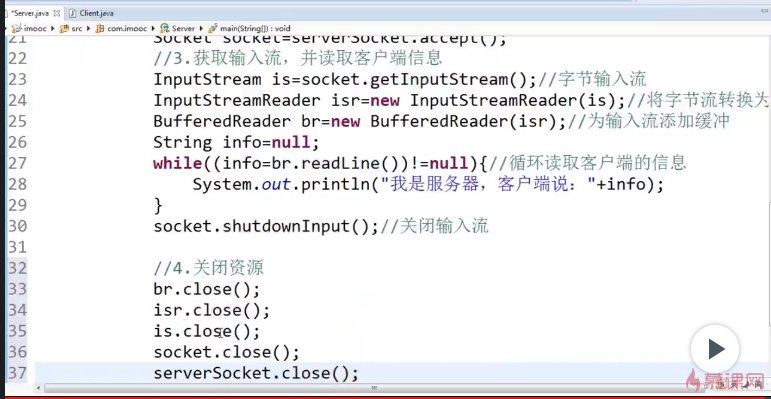 *Server.java Client.java
imooc src com.imooc Server main(String[]) : void
21 Socket socket=serverSocket.accept();
22 //3.获取输入流，并读取客户端信息
23 InputStream is=socket.getInputStream();//字节输入流
24 InputStreamReader isr=new InputStreamReader(is);//将字节流转换为
25 BufferedReader br=new BufferedReader(isr);//为输入流添加缓冲
26 String info=null;
27 while((info=br.readLine())!=null){//循环读取客户端的信息
28 System.out.println("我是服务器，客户端说："+info);
29 }
30 socket.shutdownInput();//关闭输入流
31
32 //4.关闭资源
33 br.close();
34 isr.close();
35 is.close();
36 socket.close();
37 serverSocket.close();
慕课网